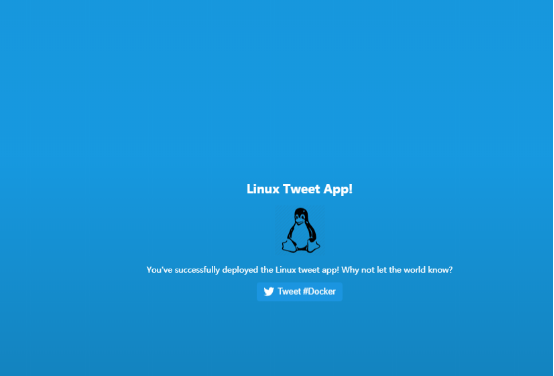 Linux Tweet App!
You've successfully deployed the Linux tweet app! Why not let the world know?
Tweet #Docker